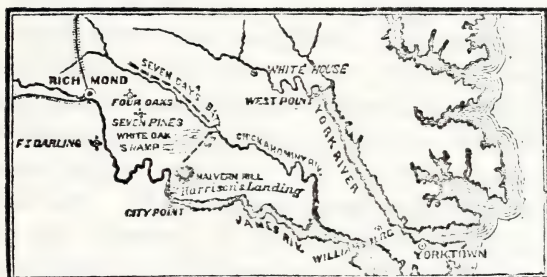 RICHMOND
SEVEN DAYS B
WHITE HOUSE
FOUR OAKS
WEST POINT
SEVEN PINES
WHITE OAK
SWAMP
FT DARLING
CHICKAHOMINY RIV.
YORK RIVER
MALVERN HILL
Harrison's Landing
CITY POINT
JAMES RIV.
WILLIAMSBURG
YORKTOWN